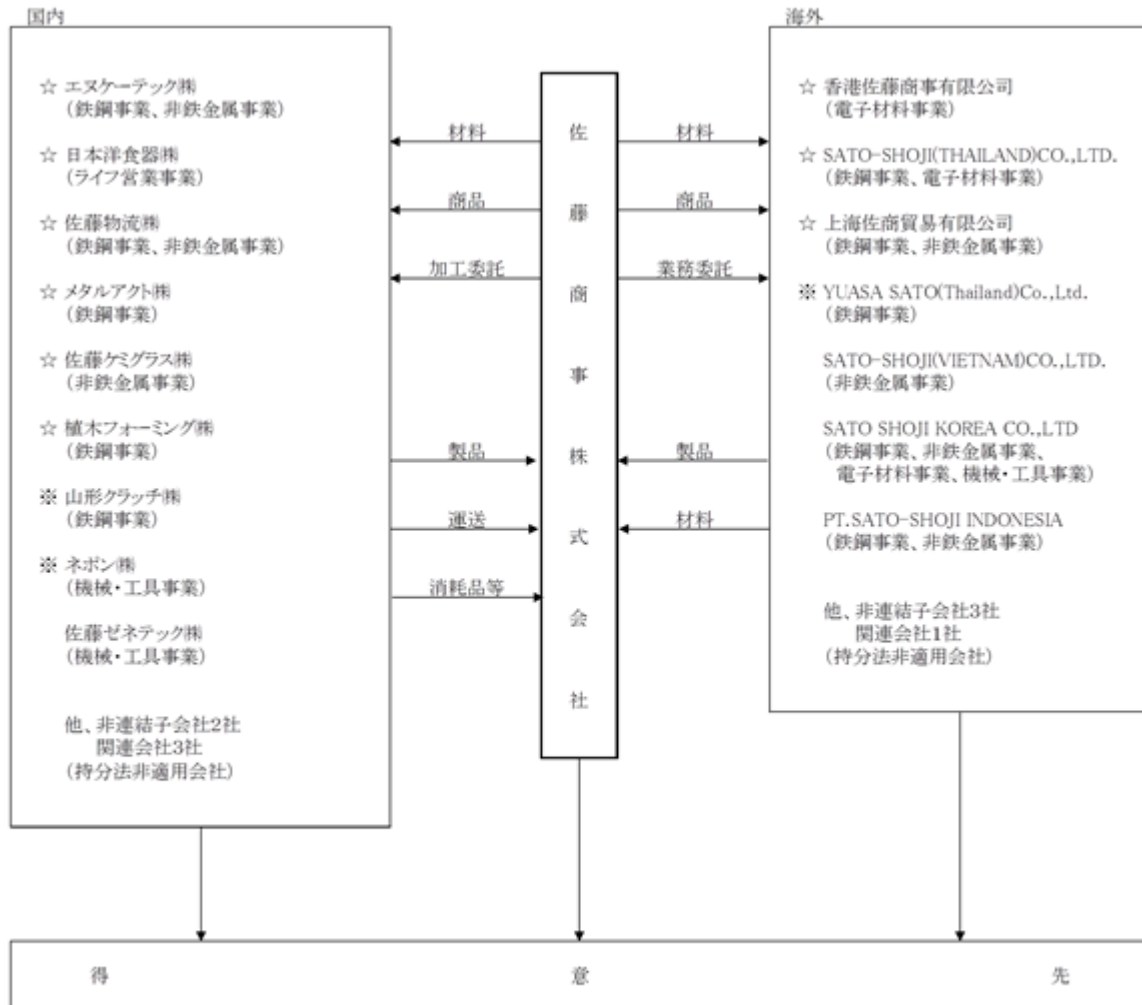 国内
☆ エヌケーテック㈱
(鉄鋼事業、非鉄金属事業)
☆ 日本洋食器㈱
(ライフ営業事業)
☆ 佐藤物流㈱
(鉄鋼事業、非鉄金属事業)
☆ メタルアクト㈱
(鉄鋼事業)
☆ 佐藤ケミグラス㈱
(非鉄金属事業)
☆ 植木フォーミング㈱
(鉄鋼事業)
※ 山形クラッチ㈱
(鉄鋼事業)
※ ネポン㈱
(機械・工具事業)
佐藤ゼネテック㈱
(機械・工具事業)
他、非連結子会社2社
関連会社3社
(持分法非適用会社)
材料
商品
加工委託
製品
運送
消耗品等
佐藤商事株式会社
材料
商品
業務委託
製品
材料
海外
☆ 香港佐藤商事有限公司
(電子材料事業)
☆ SATO-SHOJI(THAILAND)CO.,LTD.
(鉄鋼事業、電子材料事業)
☆ 上海佐商貿易有限公司
(鉄鋼事業、非鉄金属事業)
※ YUASA SATO(Thailand)Co.,Ltd.
(鉄鋼事業)
SATO-SHOJI(VIETNAM)CO.,LTD.
(非鉄金属事業)
SATO SHOJI KOREA CO.,LTD
(鉄鋼事業、非鉄金属事業、
電子材料事業、機械・工具事業)
PT.SATO-SHOJI INDONESIA
(鉄鋼事業、非鉄金属事業)
他、非連結子会社3社
関連会社1社
(持分法非適用会社)
得意先